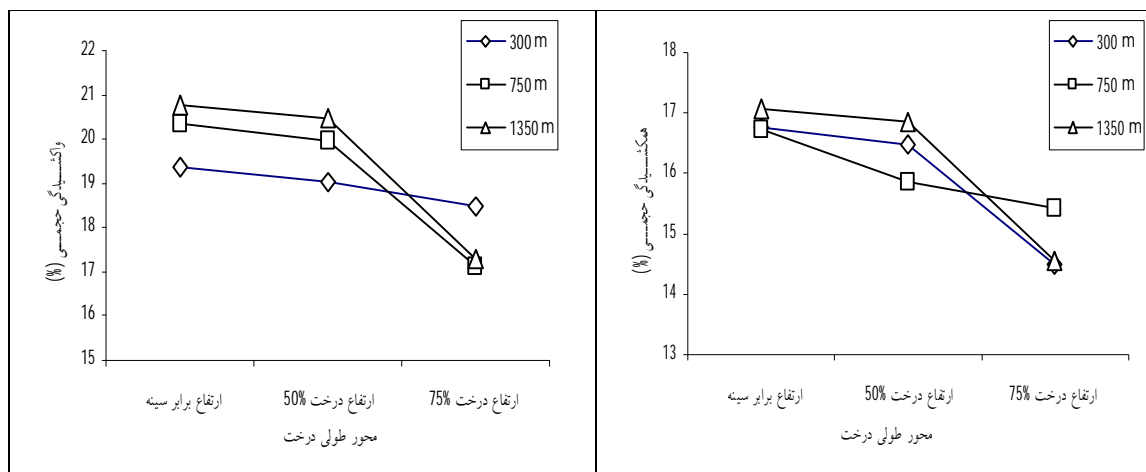 22
21
20
19
18
17
16
15
واکشیدگی حجمی (%)
300 m
750 m
1350 m
ارتفاع برابر سینه
50% ارتفاع درخت
75% ارتفاع درخت
محور طولی درخت
18
17
16
15
14
13
همکشیدگی حجمی (%)
300 m
750 m
1350 m
ارتفاع برابر سینه
50% ارتفاع درخت
75% ارتفاع درخت
محور طولی درخت